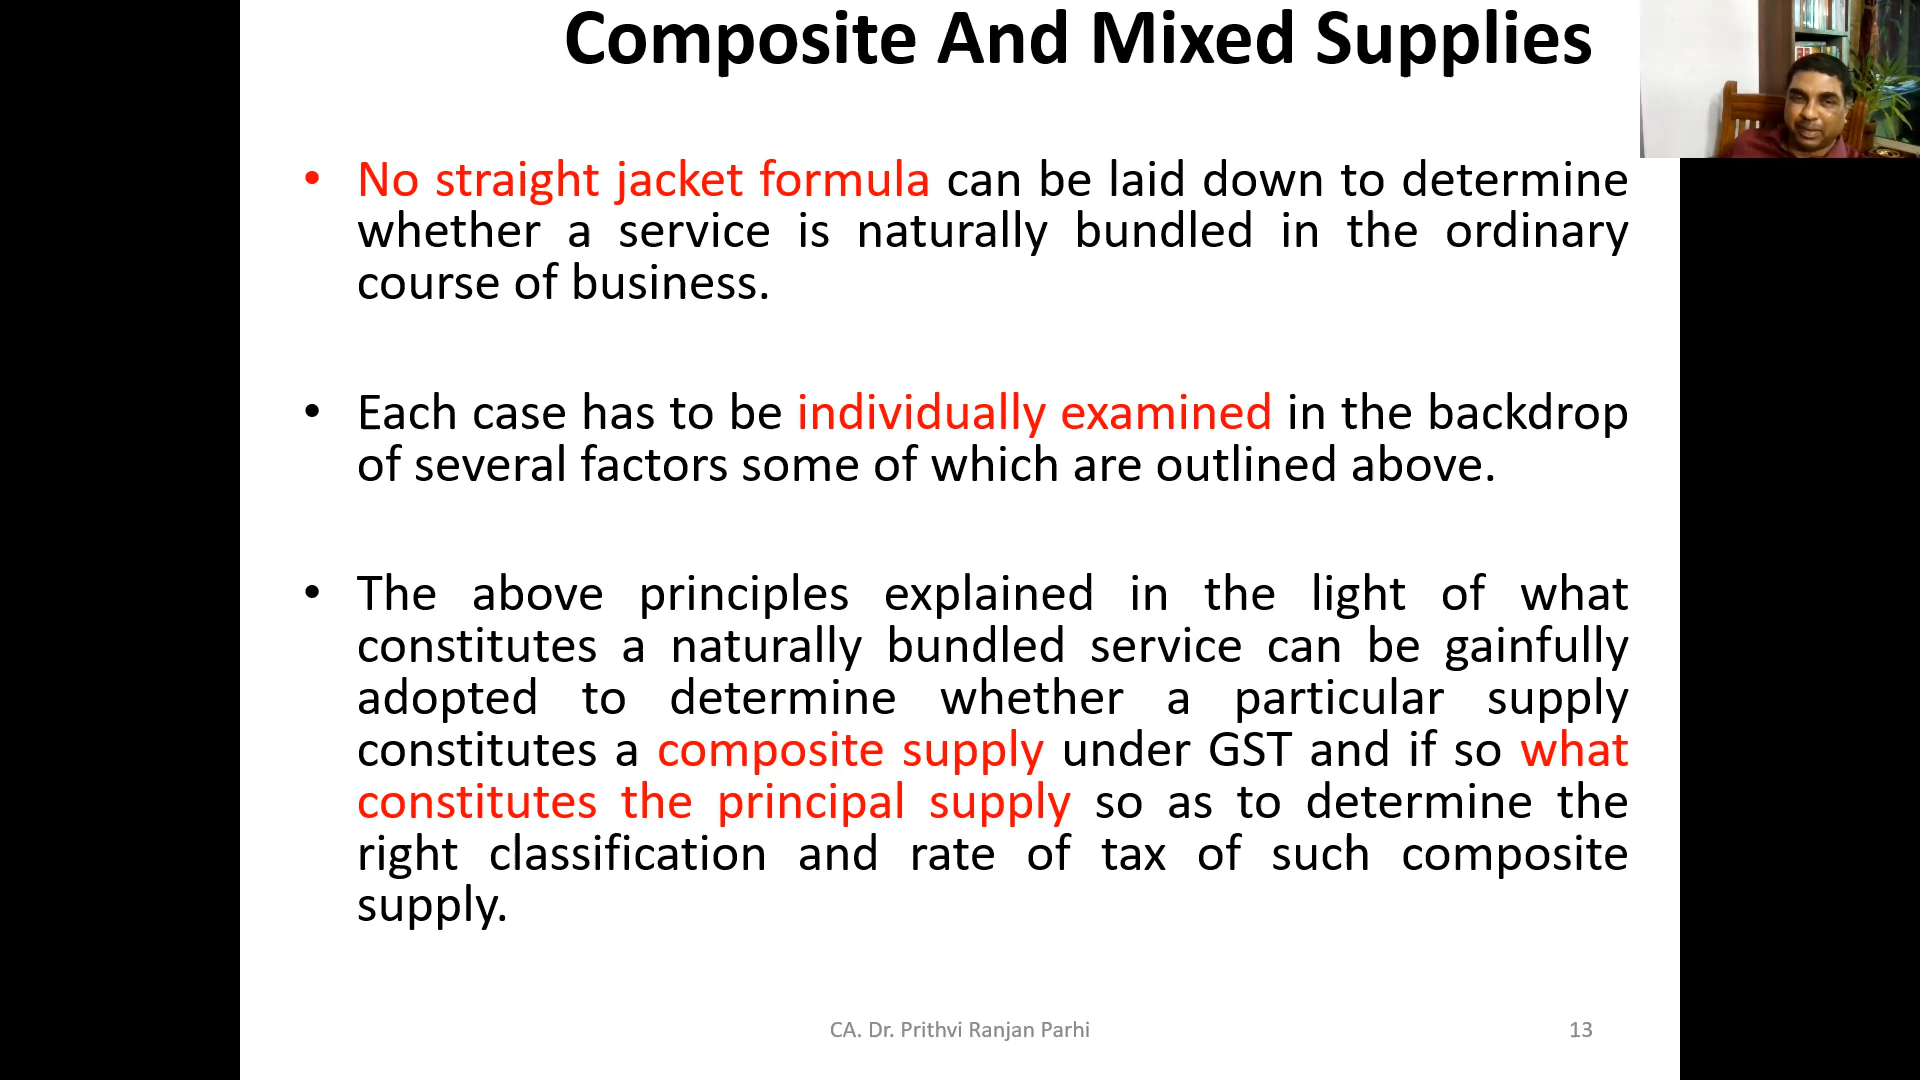 Composite And Mixed Supplies
• No straight jacket formula can be laid down to determine
whether a service is naturally bundled in the ordinary
course of business.
• Each case has to be individually examined in the backdrop
of several factors some of which are outlined above.
• The above principles explained in the light of what
constitutes a naturally bundled service can be gainfully
adopted to determine whether a particular supply
constitutes a composite supply under GST and if so what
constitutes the principal supply so as to determine the
right classification and rate of tax of such composite
supply.
CA. Dr. Prithvi Ranjan Parhi
13